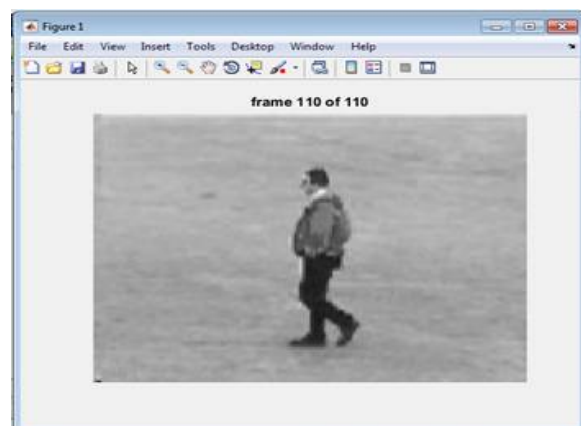 Figure 1
File Edit View Insert Tools Desktop Window Help
frame 110 of 110